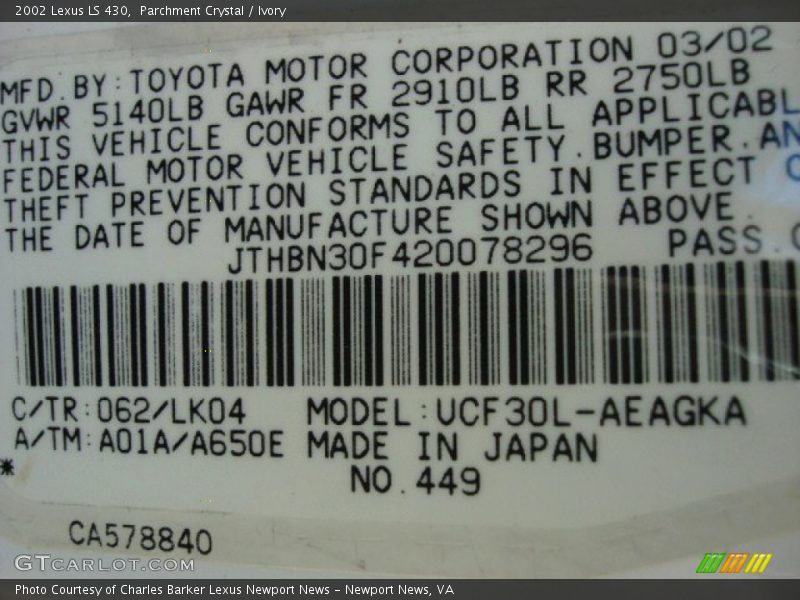 2002 Lexus LS 430, Parchment Crystal / Ivory
MFD.BY:TOYOTA MOTOR CORPORATION 03/02
GVWR 5140LB GAWR FR 2910LB RR 2750LB
THIS VEHICLE CONFORMS TO ALL APPLICABL
FEDERAL MOTOR VEHICLE SAFETY.BUMPER.AN
THEFT PREVENTION STANDARDS IN EFFECT O
THE DATE OF MANUFACTURE SHOWN ABOVE.
JTHBN30F420078296 PASS.C
C/TR:062/LK04 MODEL:UCF30L-AEAGKA
A/TM:A01A/A650E MADE IN JAPAN
* NO.449
CA578840
GTCARLOT.COM
Photo Courtesy of Charles Barker Lexus Newport News - Newport News, VA